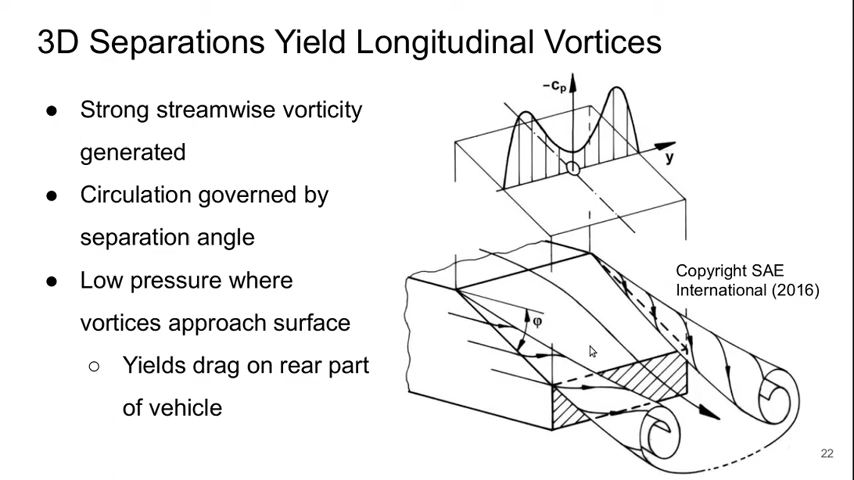 3D Separations Yield Longitudinal Vortices
● Strong streamwise vorticity
generated
● Circulation governed by
separation angle
● Low pressure where
vortices approach surface
○ Yields drag on rear part
of vehicle
-cp
y
Copyright SAE
International (2016)
φ
22